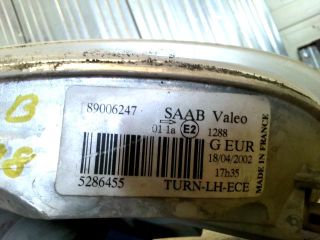 89006247 SAAB Valeo
01 1a E2 1288
G EUR
18/04/2002
17h35
5286455 TURN-LH-ECE
MADE IN FRANCE
B
8